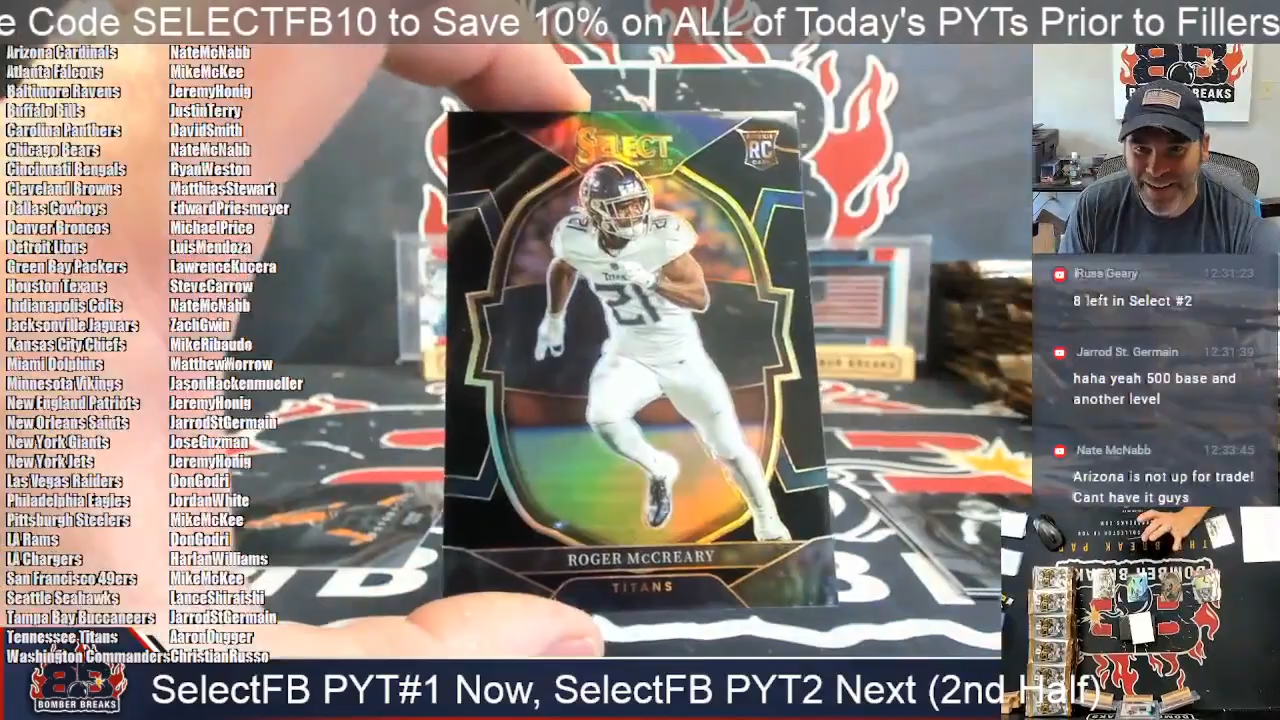 e Code SELECTFB10 to Save 10% on ALL of Today's PYTs Prior to Fillers
Arizona Cardinals NateMcNabb
Atlanta Falcons MikeMcKee
Baltimore Ravens JeremyHonig
Buffalo Bills JustinTerry
Carolina Panthers DavidSmith
Chicago Bears NateMcNabb
Cincinnati Bengals RyanWeston
Cleveland Browns MatthiasStewart
Dallas Cowboys EdwardPriesmeyer
Denver Broncos MichaelPrice
Detroit Lions LuisMendoza
Green Bay Packers LawrenceKucera
Houston Texans SteveCarrow
Indianapolis Colts NateMcNabb
Jacksonville Jaguars ZachGwin
Kansas City Chiefs MikeRibaudo
Miami Dolphins MatthewMorrow
Minnesota Vikings JasonHackenmueller
New England Patriots JeremyHonig
New Orleans Saints JarrodStGermain
New York Giants JoseGuzman
New York Jets JeremyHonig
Las Vegas Raiders DonGodri
Philadelphia Eagles JordanWhite
Pittsburgh Steelers MikeMcKee
LA Rams DonGodri
LA Chargers HarlanWilliams
San Francisco 49ers MikeMcKee
Seattle Seahawks LanceShiraishi
Tampa Bay Buccaneers JarrodStGermain
Tennessee Titans AaronDugger
Washington Commanders ChristianRusso
SELECT
RC
21
ROGER McCREARY
TITANS
BREAKS
Russ Geary 12:31:23
8 left in Select #2
Jarrod St. Germain 12:31:39
haha yeah 500 base and
another level
Nate McNabb 12:33:45
Arizona is not up for trade!
Cant have it guys
BOMBER BREAKS
BOMBER BREAKS
SelectFB PYT#1 Now, SelectFB PYT2 Next (2nd Half)